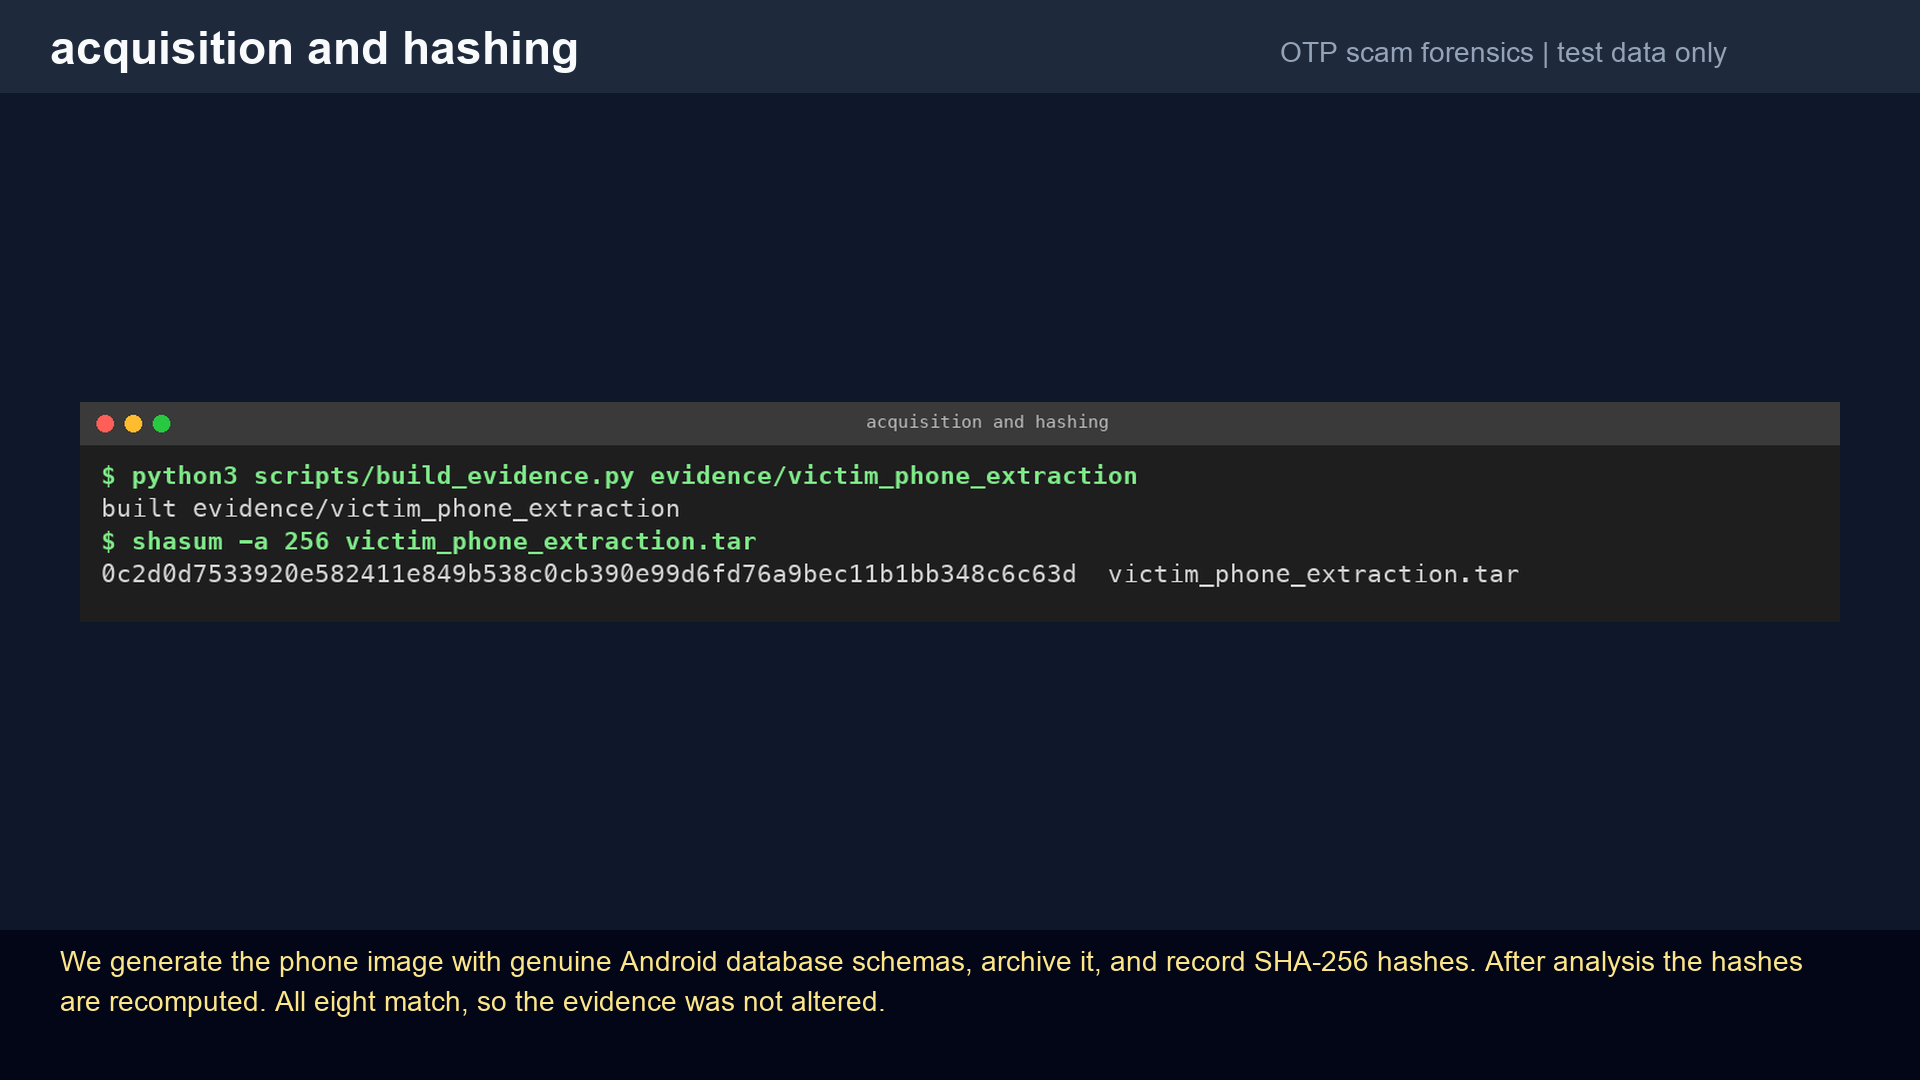 acquisition and hashing
OTP scam forensics | test data only
acquisition and hashing
$ python3 scripts/build_evidence.py evidence/victim_phone_extraction
built evidence/victim_phone_extraction
$ shasum −a 256 victim_phone_extraction.tar
0c2d0d7533920e582411e849b538c0cb390e99d6fd76a9bec11b1bb348c6c63d  victim_phone_extraction.tar
We generate the phone image with genuine Android database schemas, archive it, and record SHA-256 hashes. After analysis the hashes
are recomputed. All eight match, so the evidence was not altered.